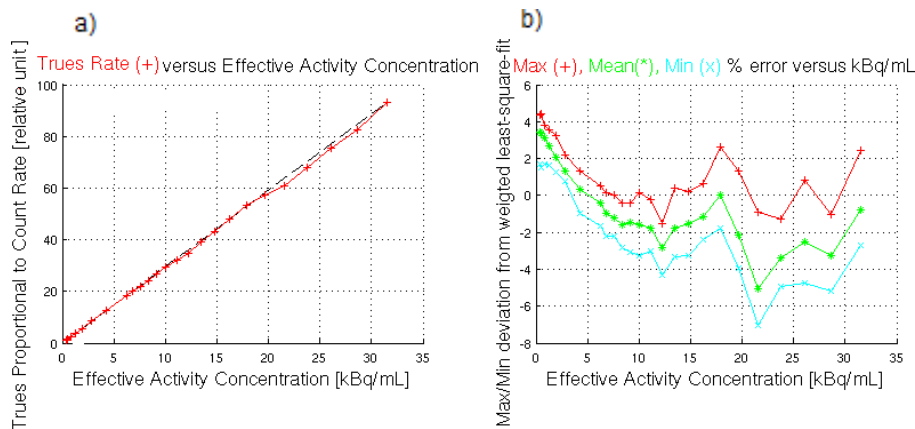 a)
Trues Rate (+) versus Effective Activity Concentration
Trues Proportional to Count Rate [relative unit ]
100
80
60
40
20
0
0 5 10 15 20 25 30 35
Effective Activity Concentration [kBq/mL]
b)
Max (+), Mean(*), Min (x) % error versus kBq/mL
Max/Min deviation from weigted least-square-fit
6
4
2
0
-2
-4
-6
-8
0 5 10 15 20 25 30 35
Effective Activity Concentration [kBq/mL]